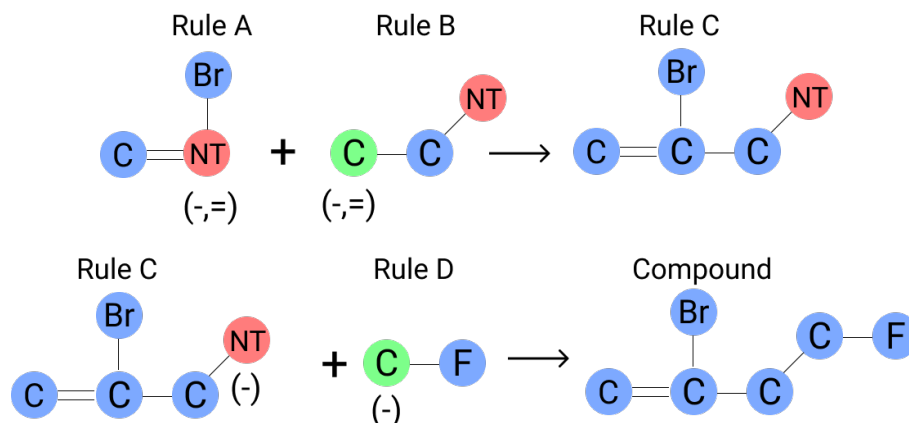 Rule A Rule B Rule C
Br Br
NT NT
C NT + C C C C C
(-,=) (-,=)
Rule C Rule D Compound
Br Br
NT C F
+ C F
C C C (-) C C C
(-)